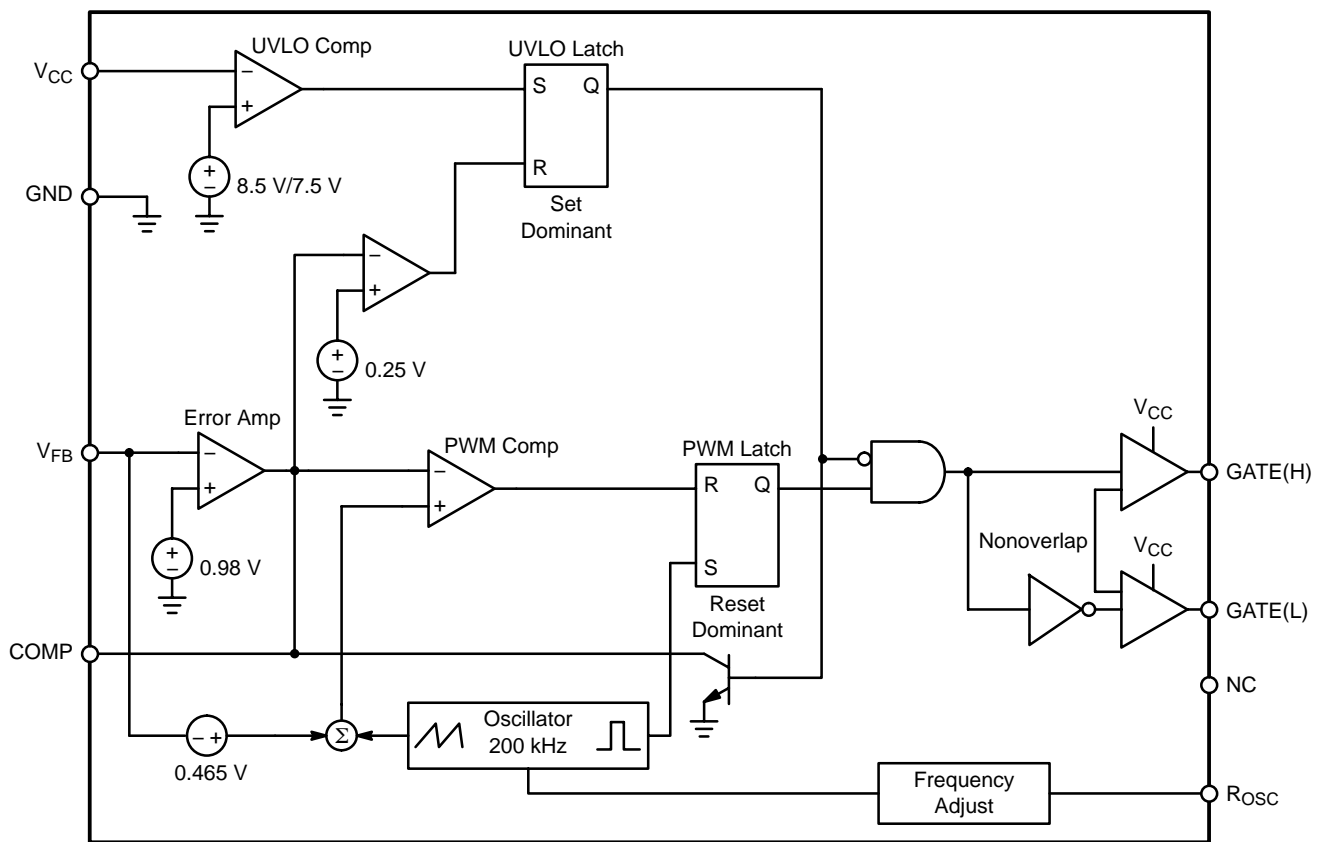 UVLO Comp
UVLO Latch
VCC
−
+
S
Q
R
+
−
8.5 V/7.5 V
GND
Set
Dominant
−
+
+
−
0.25 V
Error Amp
VFB
−
+
PWM Comp
−
+
PWM Latch
R
Q
S
VCC
GATE(H)
Nonoverlap
VCC
+
−
0.98 V
Reset
Dominant
GATE(L)
COMP
NC
− +
0.465 V
Σ
Oscillator
200 kHz
Frequency
Adjust
ROSC